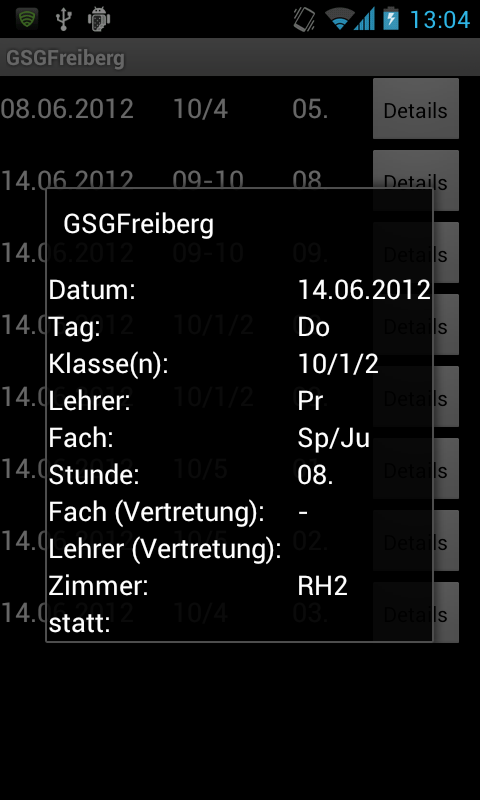 13:04
GSGFreiberg
08.06.2012 10/4 05. Details
14.06.2012 09-10 08. Details
GSGFreiberg
Datum: 14.06.2012
Tag: Do
Klasse(n): 10/1/2
Lehrer: Pr
Fach: Sp/Ju
Stunde: 08.
Fach (Vertretung): -
Lehrer (Vertretung):
Zimmer: RH2
statt: